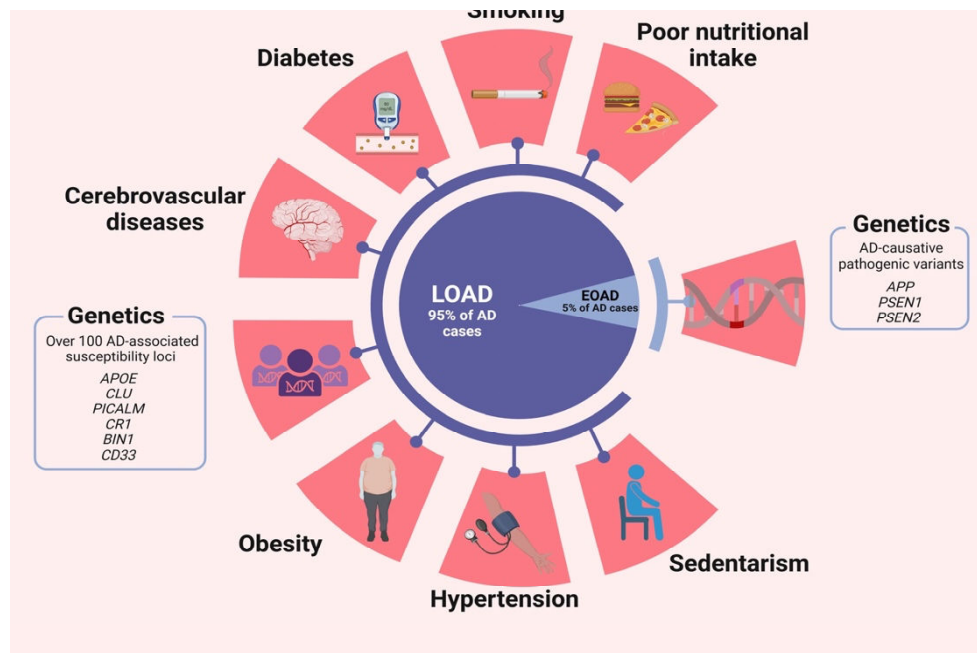 Smoking
Poor nutritional
intake
Diabetes
Cerebrovascular
diseases
Genetics
AD-causative
pathogenic variants
APP
PSEN1
PSEN2
LOAD
95% of AD
cases
EOAD
5% of AD cases
Genetics
Over 100 AD-associated
susceptibility loci
APOE
CLU
PICALM
CR1
BIN1
CD33
Obesity
Hypertension
Sedentarism